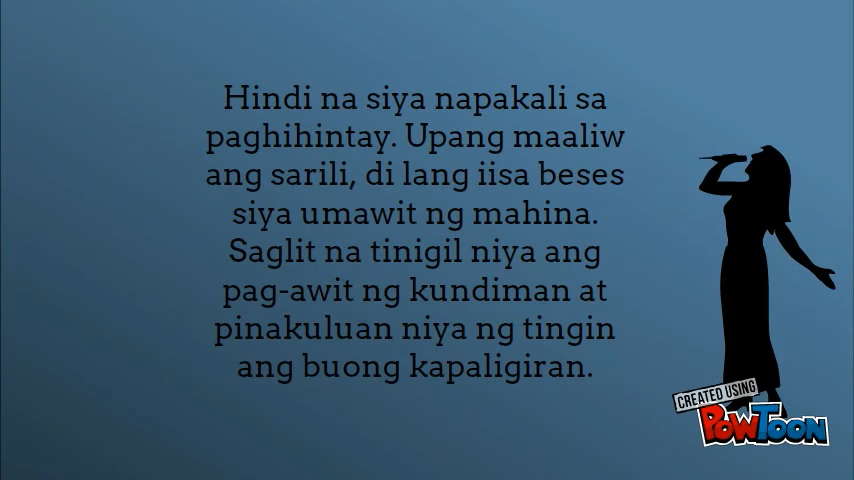 Hindi na siya napakali sa
paghihintay. Upang maaliw
ang sarili, di lang iisa beses
siya umawit ng mahina.
Saglit na tinigil niya ang
pag-awit ng kundiman at
pinakuluan niya ng tingin
ang buong kapaligiran.
CREATED USING
POWTOON